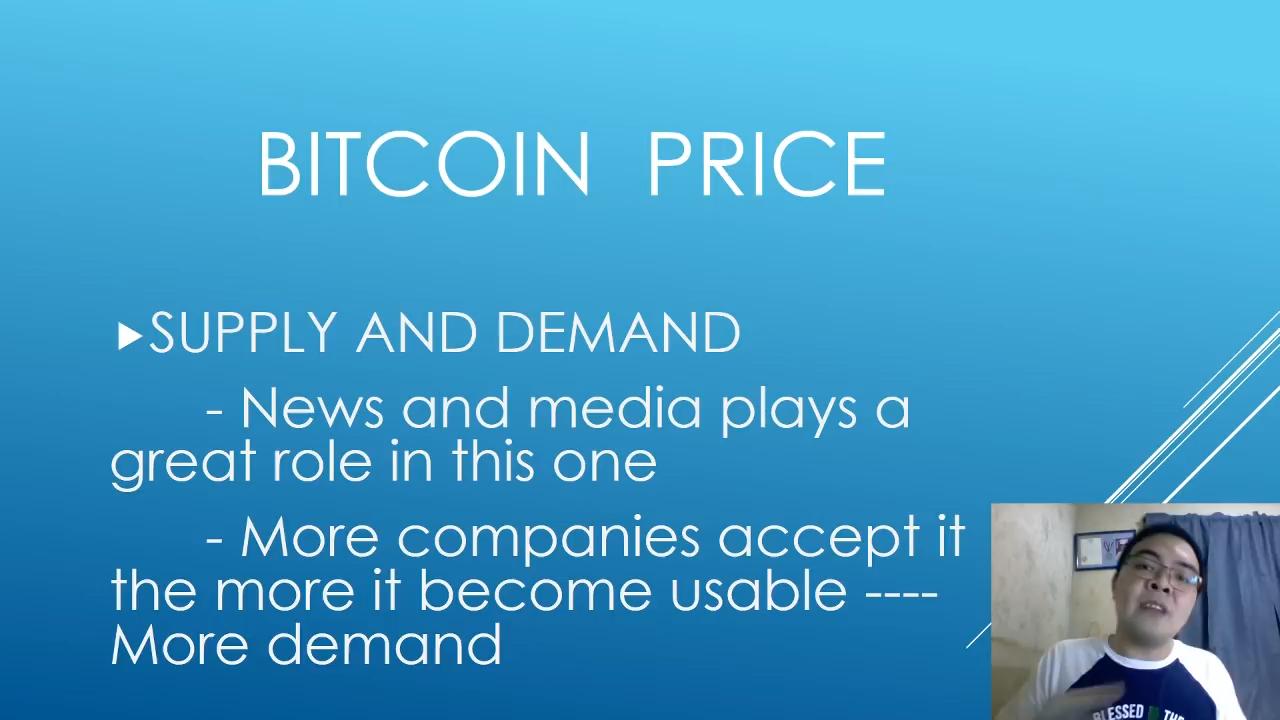 BITCOIN PRICE
▶SUPPLY AND DEMAND
- News and media plays a
great role in this one
- More companies accept it
the more it become usable ----
More demand
BLESSED